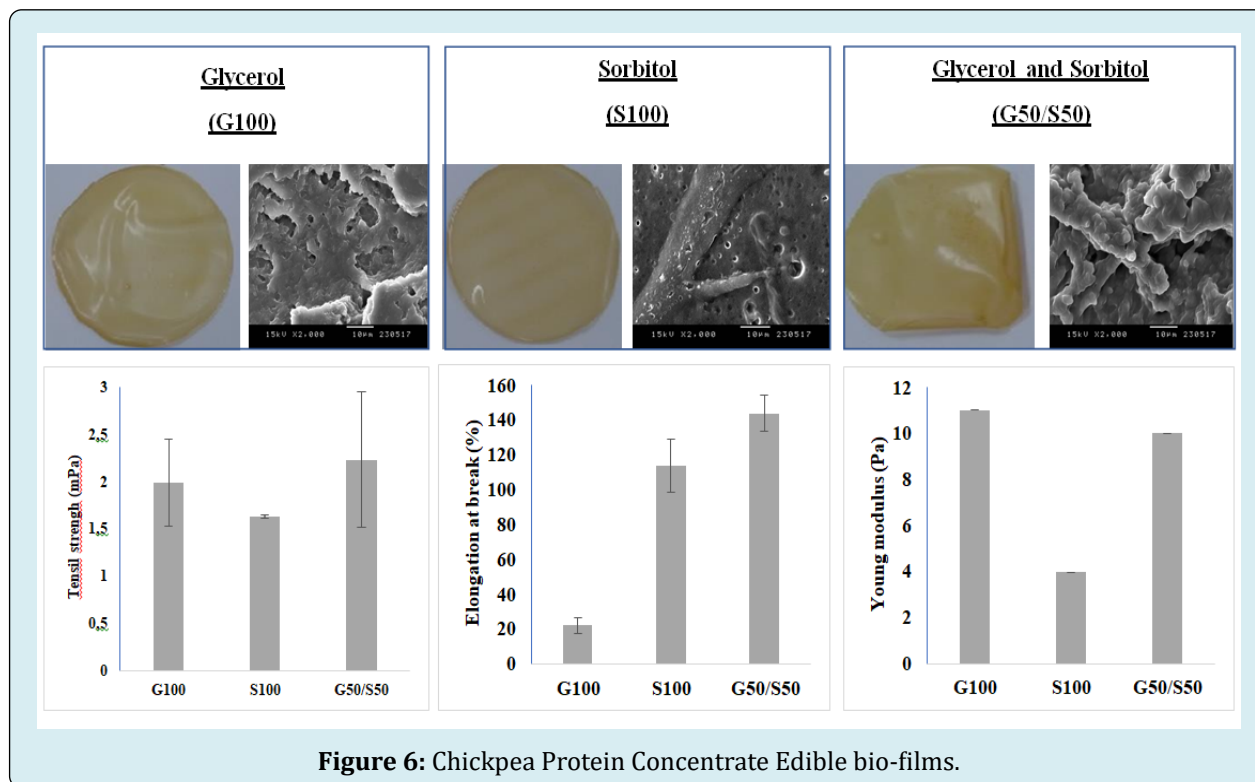 Glycerol
(G100)
Sorbitol
(S100)
Glycerol and Sorbitol
(G50/S50)
15kV X2,000 10µm 230517
15kV X2,000 10µm 230517
15kV X2,000 10µm 230517
Tensil strengh (mPa)
3
2,5
2
1,5
1
0,5
0
G100 S100 G50/S50
Elongation at break (%)
160
140
120
100
80
60
40
20
0
G100 S100 G50/S50
Young modulus (Pa)
12
10
8
6
4
2
0
G100 S100 G50/S50
Figure 6: Chickpea Protein Concentrate Edible bio-films.